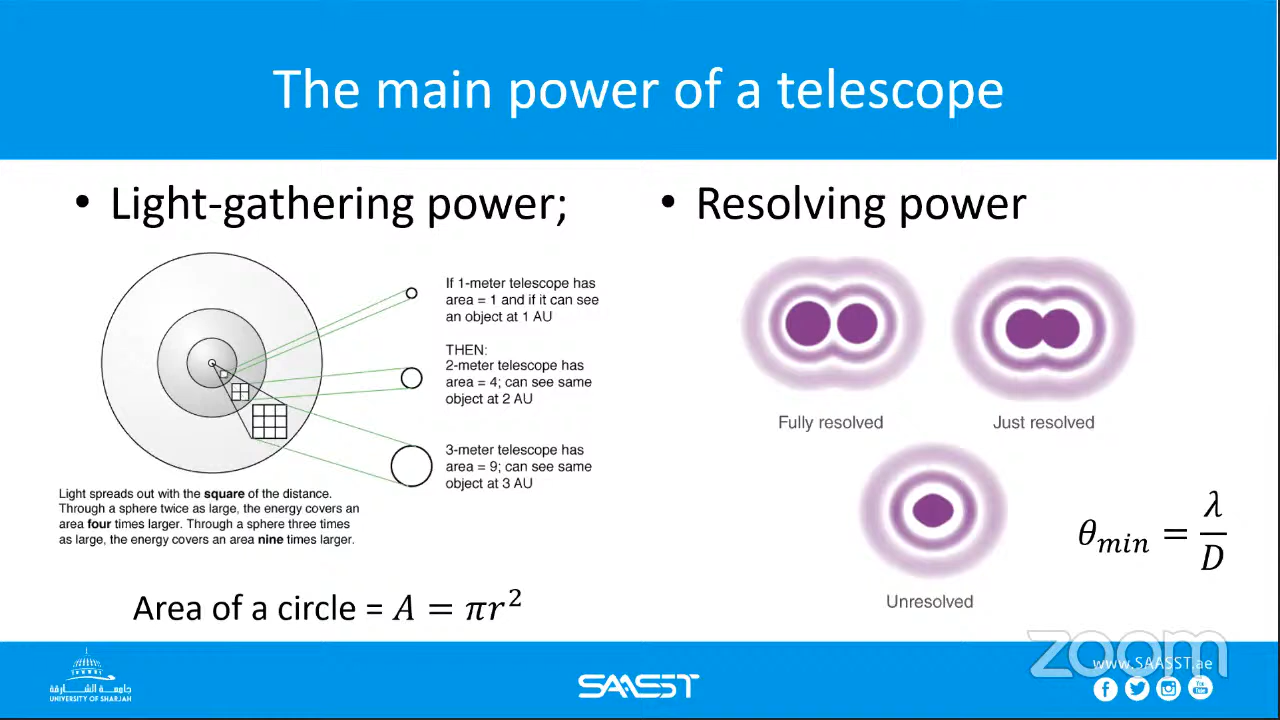 The main power of a telescope
• Light-gathering power;
If 1-meter telescope has
area = 1 and if it can see
an object at 1 AU
THEN:
2-meter telescope has
area = 4; can see same
object at 2 AU
3-meter telescope has
area = 9; can see same
object at 3 AU
Light spreads out with the square of the distance.
Through a sphere twice as large, the energy covers an
area four times larger. Through a sphere three times
as large, the energy covers an area nine times larger.
Area of a circle = A = πr²
• Resolving power
Fully resolved
Just resolved
Unresolved
θmin = λ/D
zoom
جامعة الشارقة
UNIVERSITY OF SHARJAH
SAASST
www.SAASST.ae
You
Tube